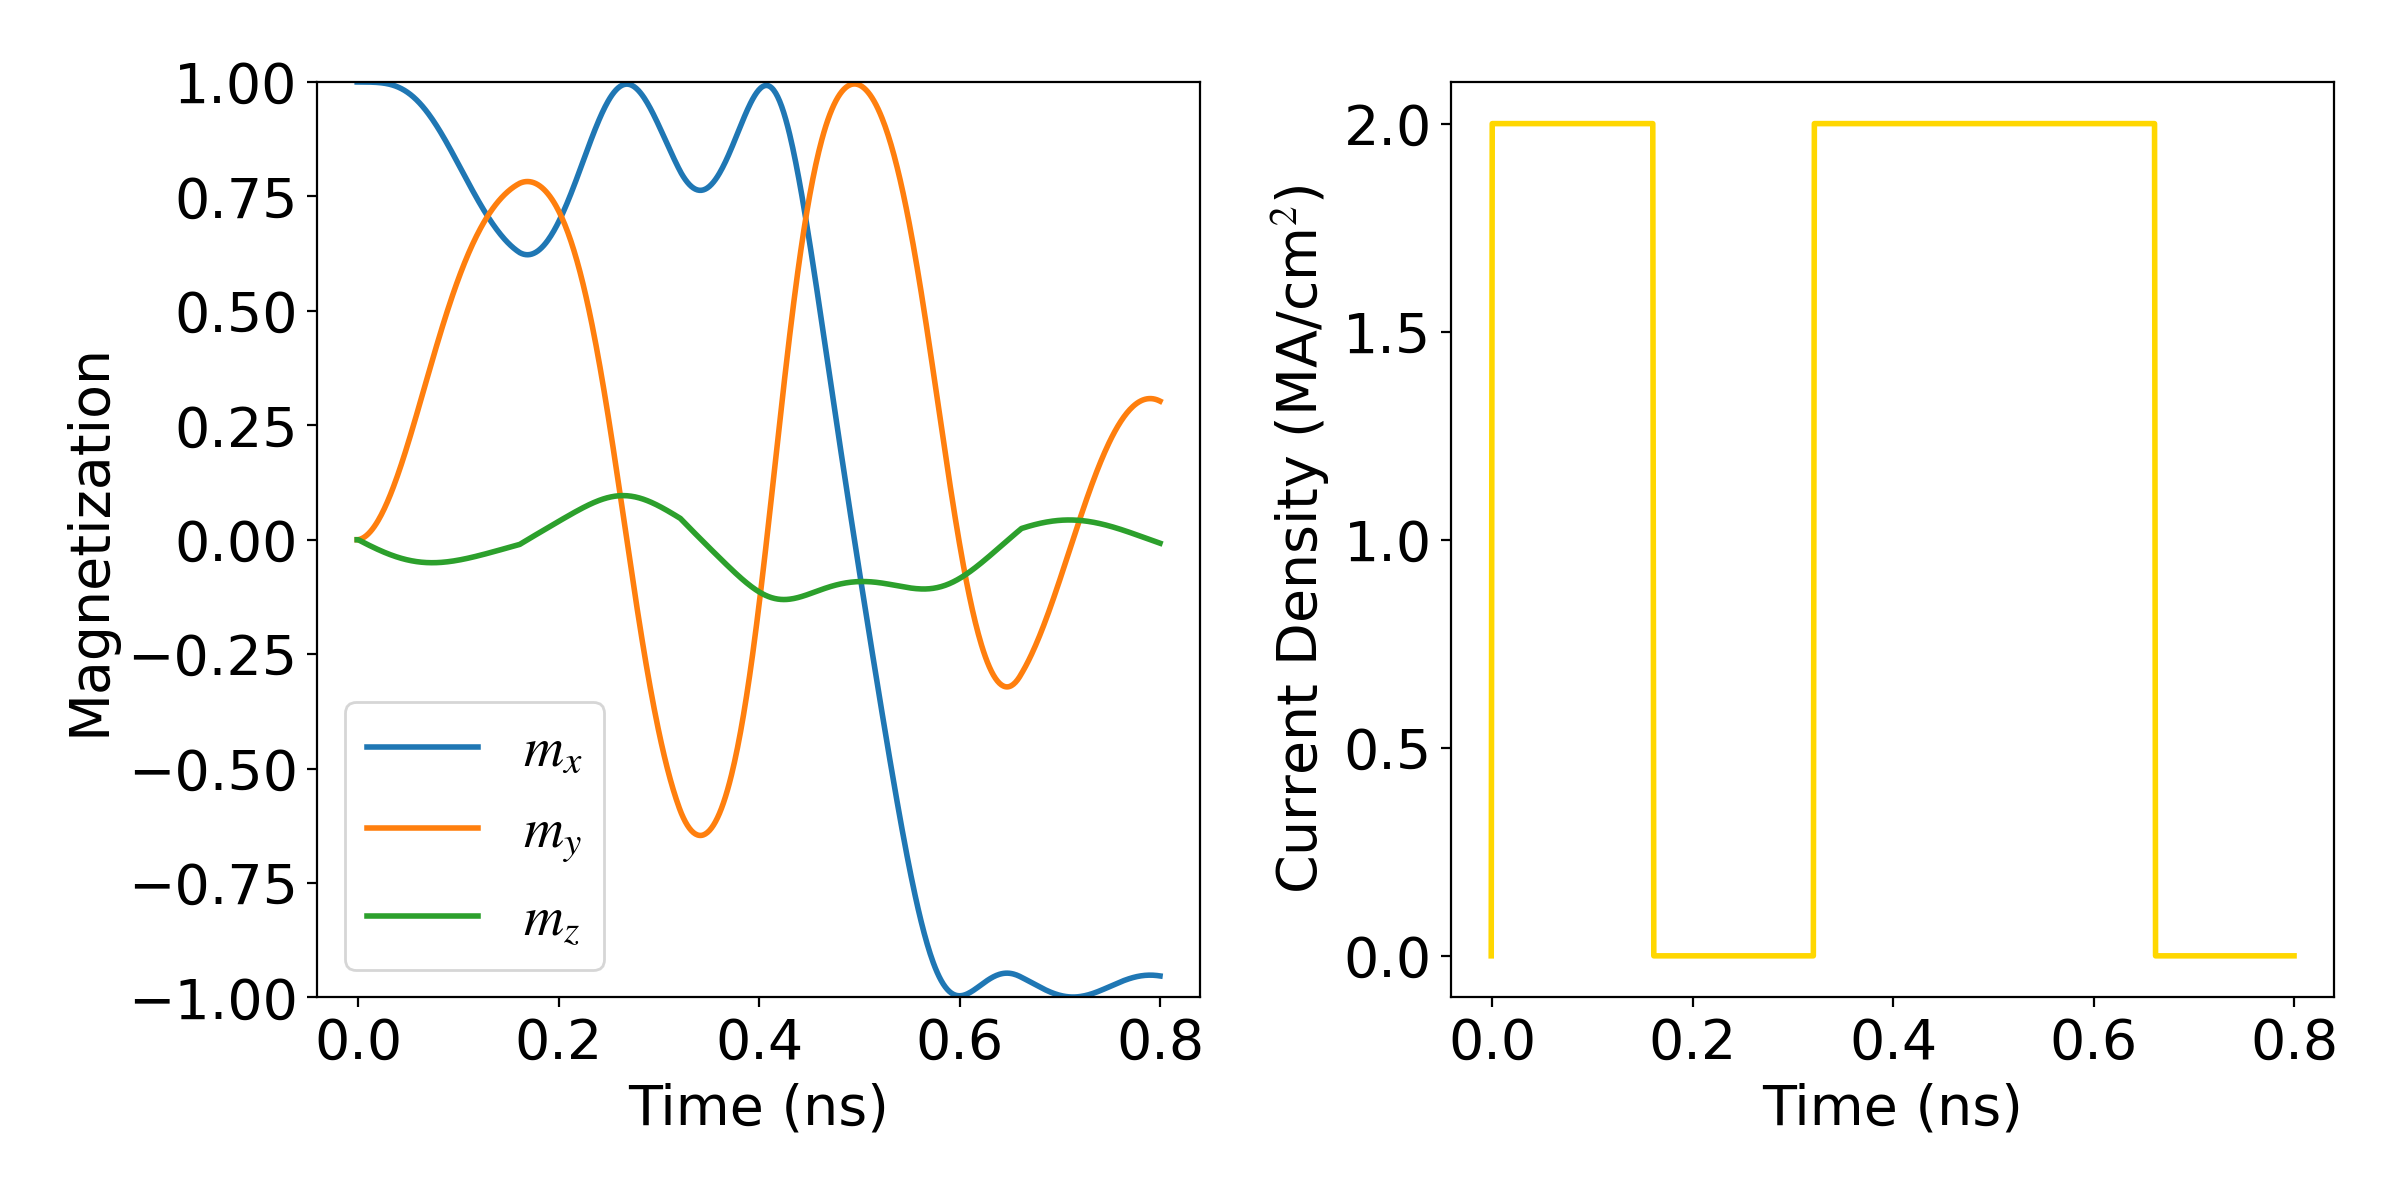 Magnetization
1.00
0.75
0.50
0.25
0.00
−0.25
−0.50
−0.75
−1.00
m_x
m_y
m_z
0.0 0.2 0.4 0.6 0.8
Time (ns)
Current Density (MA/cm²)
2.0
1.5
1.0
0.5
0.0
0.0 0.2 0.4 0.6 0.8
Time (ns)